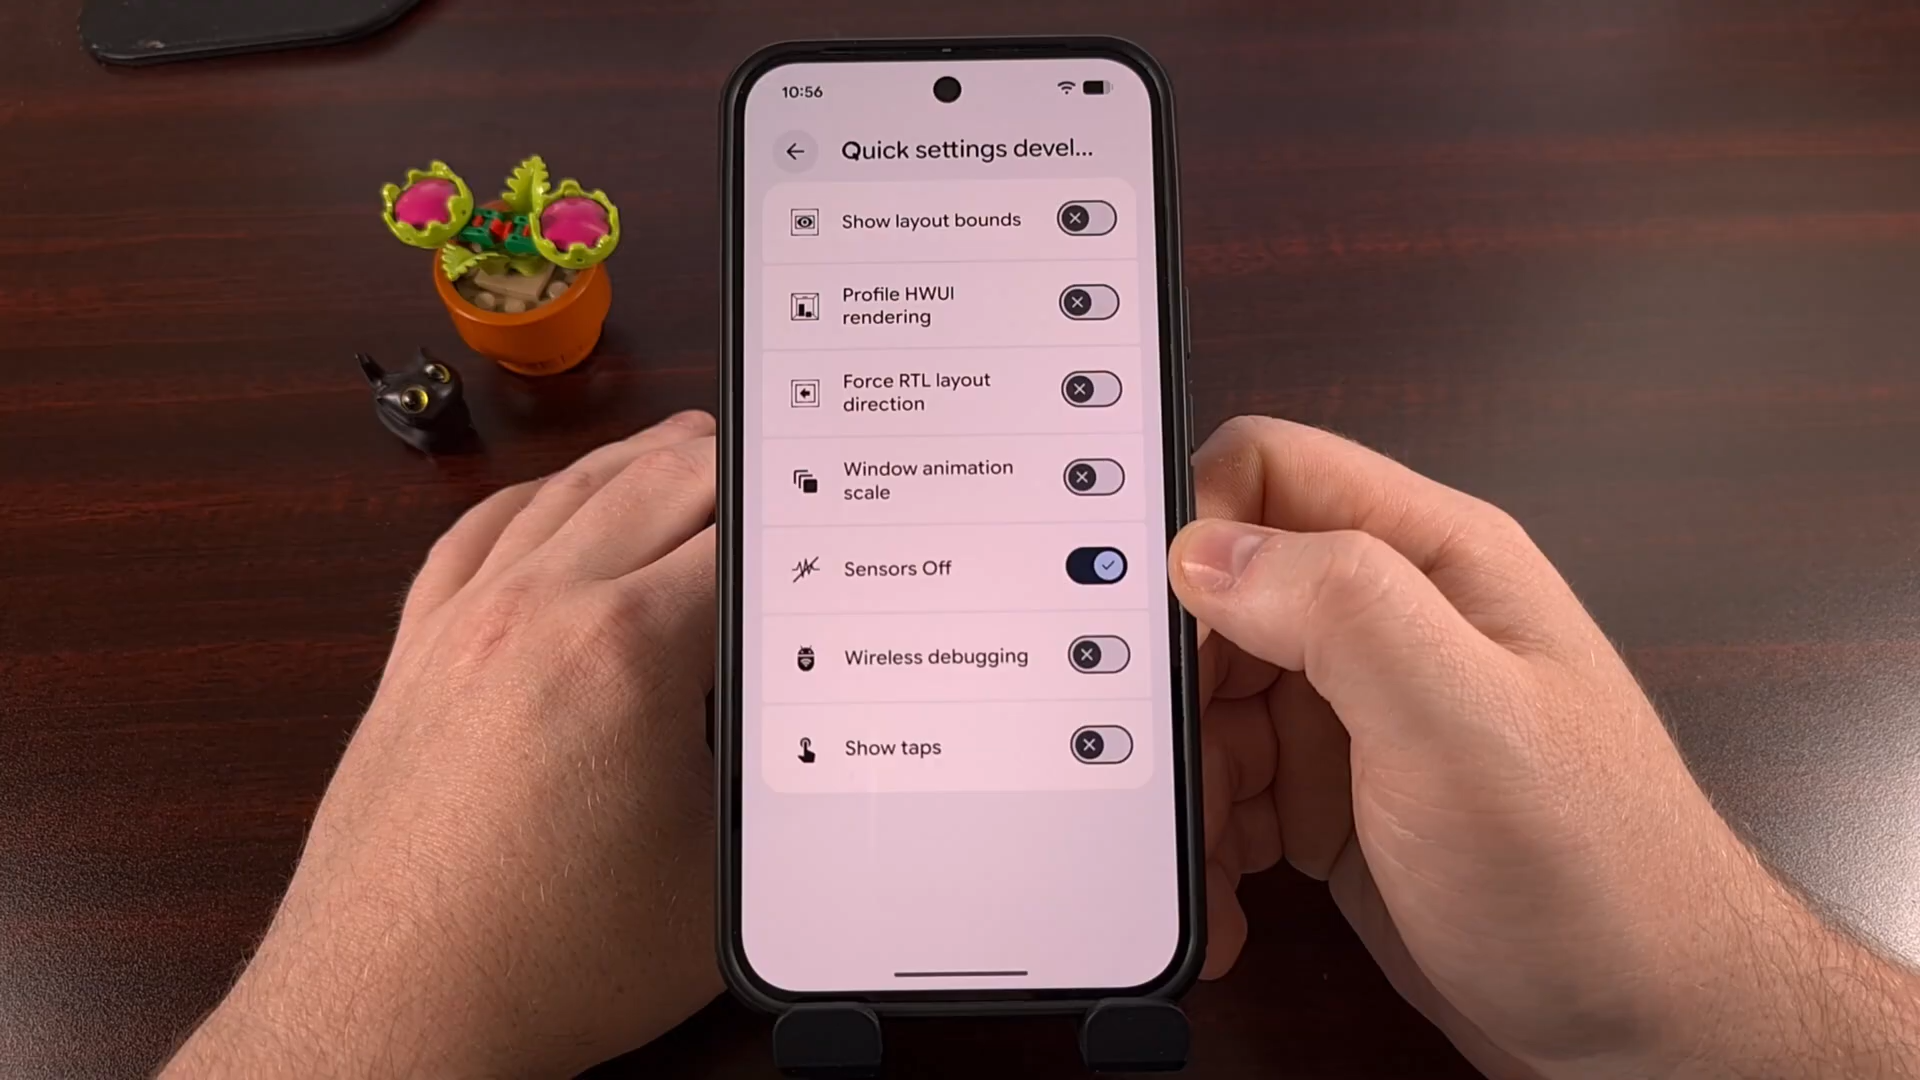 10:56
Quick settings devel...
Show layout bounds
Profile HWUI
rendering
Force RTL layout
direction
Window animation
scale
Sensors Off
Wireless debugging
Show taps